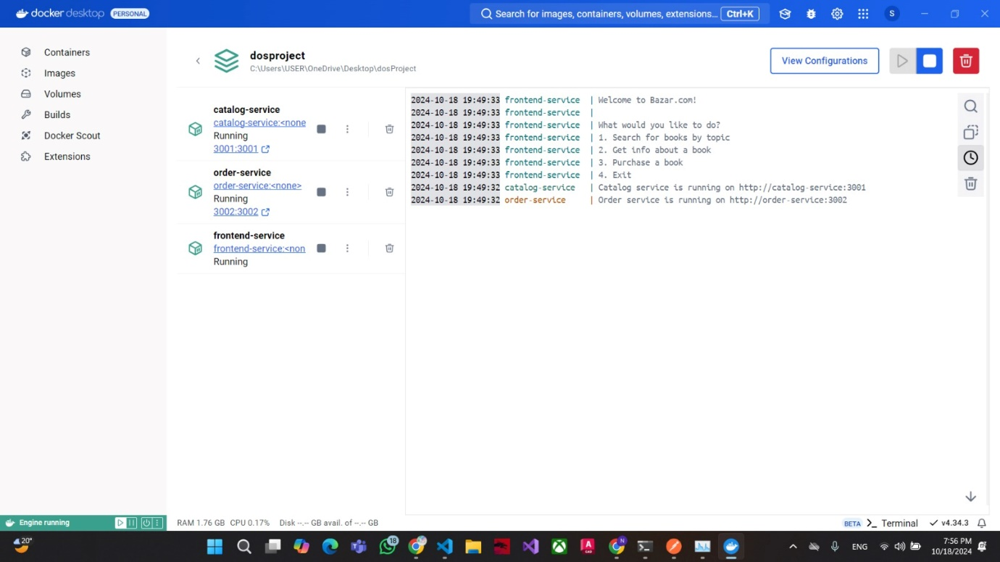 docker desktop PERSONAL Search for images, containers, volumes, extensions... Ctrl+K S
Containers
Images
Volumes
Builds
Docker Scout
Extensions
dosproject
C:\Users\USER\OneDrive\Desktop\dosProject
View Configurations
catalog-service
catalog-service:<none
Running
3001:3001
order-service
order-service:<none>
Running
3002:3002
frontend-service
frontend-service:<non
Running
2024-10-18 19:49:33 frontend-service | Welcome to Bazar.com!
2024-10-18 19:49:33 frontend-service |
2024-10-18 19:49:33 frontend-service | What would you like to do?
2024-10-18 19:49:33 frontend-service | 1. Search for books by topic
2024-10-18 19:49:33 frontend-service | 2. Get info about a book
2024-10-18 19:49:33 frontend-service | 3. Purchase a book
2024-10-18 19:49:33 frontend-service | 4. Exit
2024-10-18 19:49:32 catalog-service | Catalog service is running on http://catalog-service:3001
2024-10-18 19:49:32 order-service | Order service is running on http://order-service:3002
Engine running RAM 1.76 GB CPU 0.17% Disk --.-- GB avail. of --.-- GB BETA Terminal v4.34.3
20° 18 A CAD N ENG 7:56 PM
10/18/2024